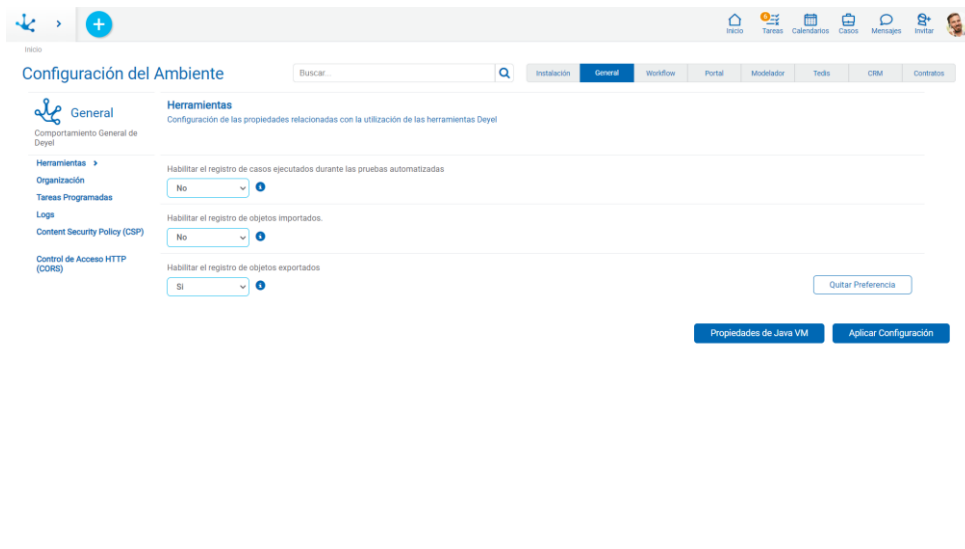 6
Inicio
Tareas
Calendarios
Casos
Mensajes
Invitar
Inicio
Configuración del Ambiente
Buscar...
Instalación
General
Workflow
Portal
Modelador
Tedis
CRM
Contratos
General
Comportamiento General de
Deyel
Herramientas
Configuración de las propiedades relacionadas con la utilización de las herramientas Deyel
Herramientas
Organización
Tareas Programadas
Logs
Content Security Policy (CSP)
Control de Acceso HTTP
(CORS)
Habilitar el registro de casos ejecutados durante las pruebas automatizadas
No
Habilitar el registro de objetos importados.
No
Habilitar el registro de objetos exportados
Si
Quitar Preferencia
Propiedades de Java VM
Aplicar Configuración